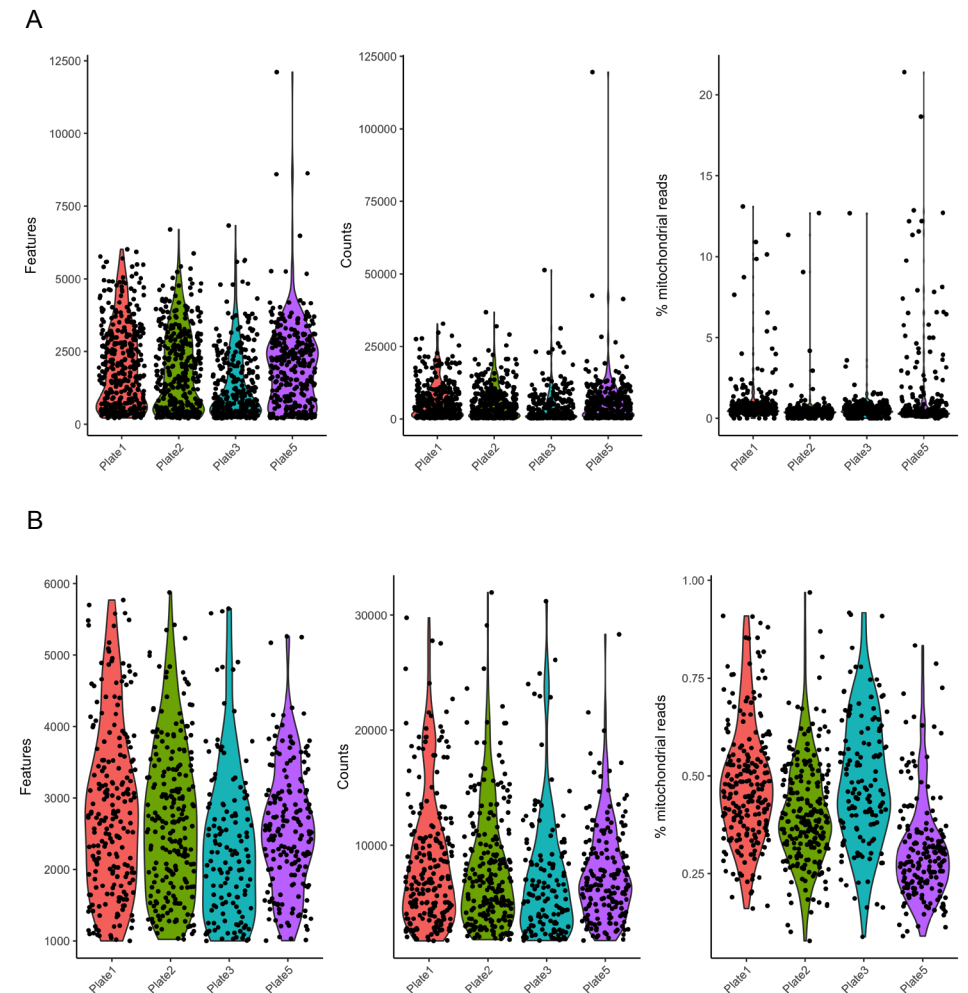 A
Features
12500
10000
7500
5000
2500
0
Plate1
Plate2
Plate3
Plate5
Counts
125000
100000
75000
50000
25000
0
Plate1
Plate2
Plate3
Plate5
% mitochondrial reads
20
15
10
5
0
Plate1
Plate2
Plate3
Plate5
B
Features
6000
5000
4000
3000
2000
1000
Plate1
Plate2
Plate3
Plate5
Counts
30000
20000
10000
Plate1
Plate2
Plate3
Plate5
% mitochondrial reads
1.00
0.75
0.50
0.25
Plate1
Plate2
Plate3
Plate5